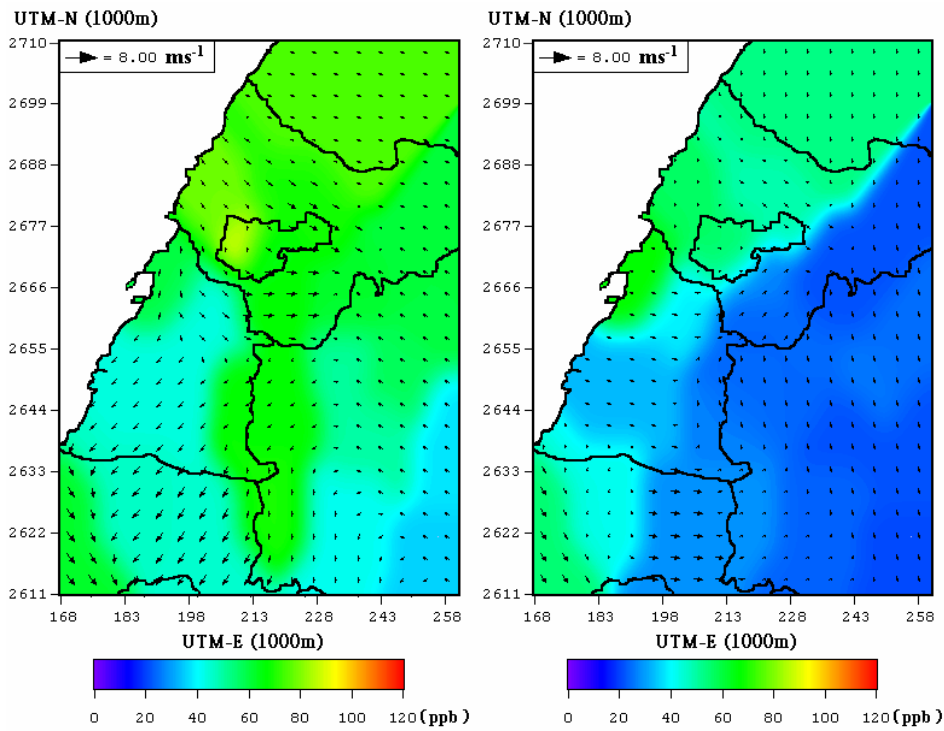 UTM-N (1000m)
2710
2699
2688
2677
2666
2655
2644
2633
2622
2611
= 8.00 ms-1
168 183 198 213 228 243 258
UTM-E (1000m)
0 20 40 60 80 100 120 (ppb)
UTM-N (1000m)
2710
2699
2688
2677
2666
2655
2644
2633
2622
2611
= 8.00 ms-1
168 183 198 213 228 243 258
UTM-E (1000m)
0 20 40 60 80 100 120 (ppb)